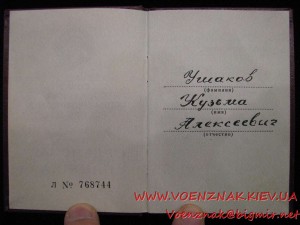 Ушаков
(фамилия)
Кузьма
(имя)
Алексеевич
(отчество)
Л № 768744
WWW.VOENZNAK.KIEV.UA
Voenznak@bigmir.net